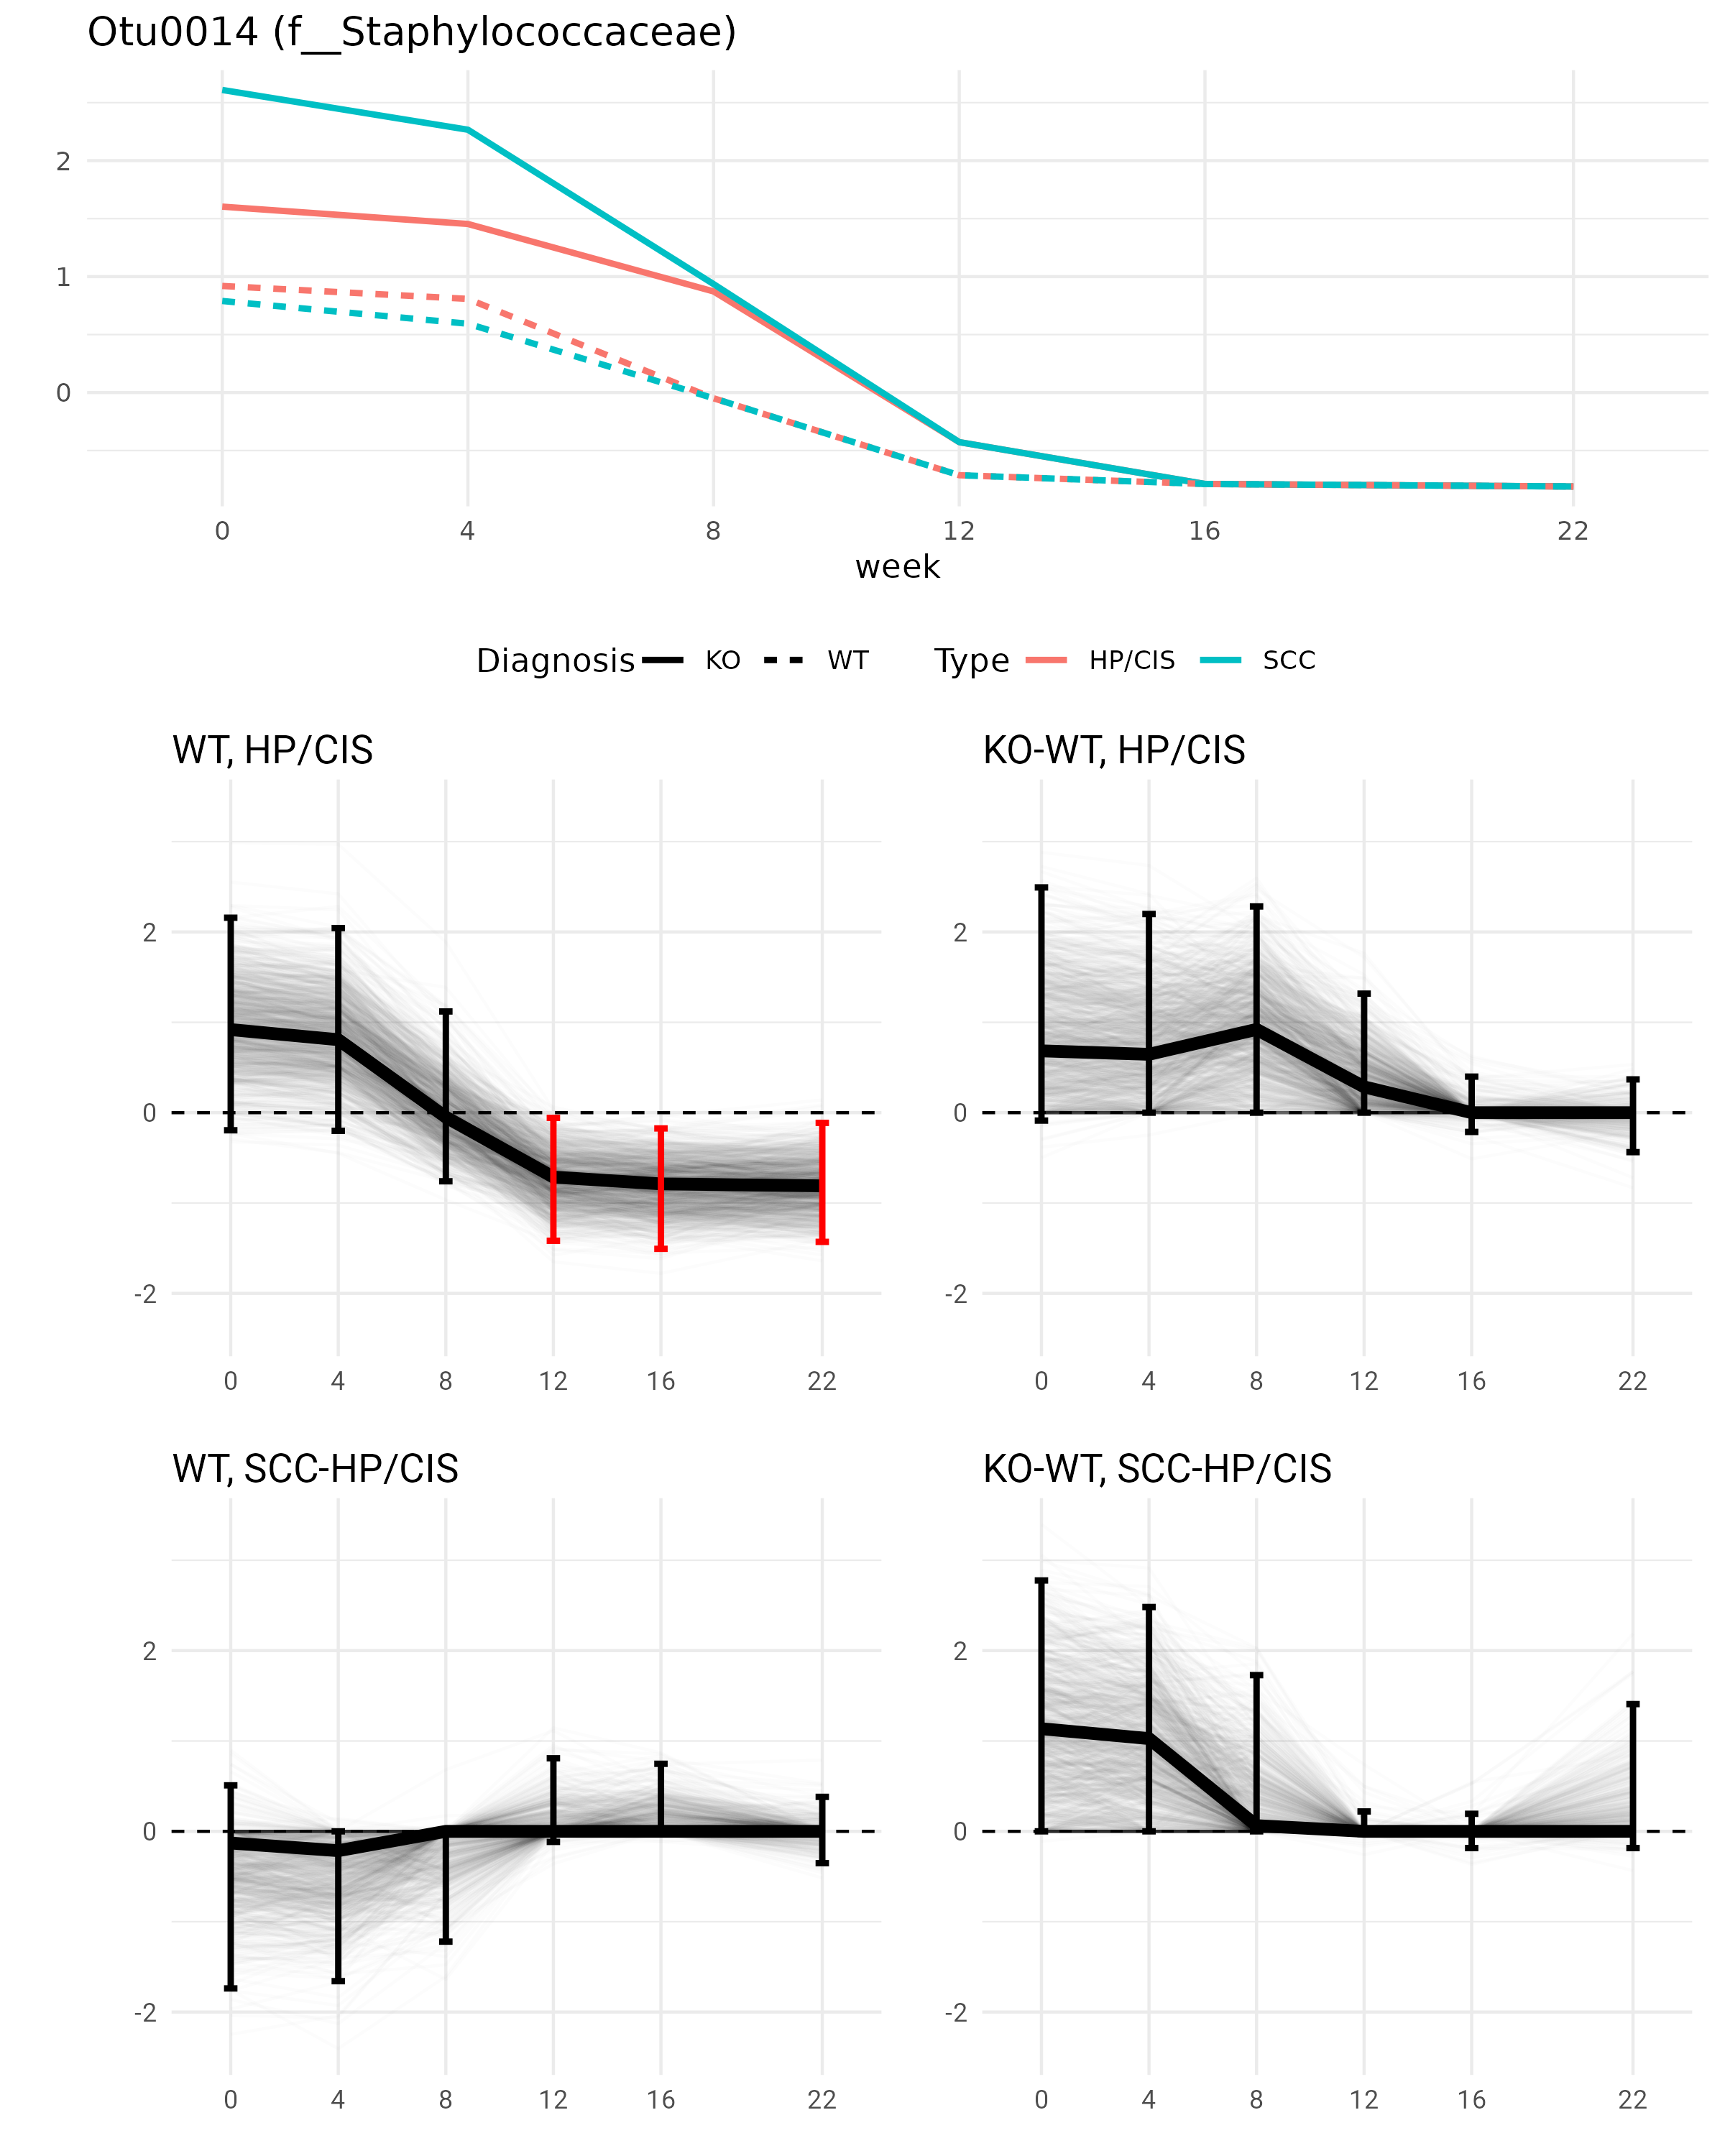 Otu0014 (f__Staphylococcaceae)
2
1
0
0 4 8 12 16 22
week
Diagnosis KO WT Type HP/CIS SCC
WT, HP/CIS
2
0
-2
0 4 8 12 16 22
KO-WT, HP/CIS
2
0
-2
0 4 8 12 16 22
WT, SCC-HP/CIS
2
0
-2
0 4 8 12 16 22
KO-WT, SCC-HP/CIS
2
0
-2
0 4 8 12 16 22